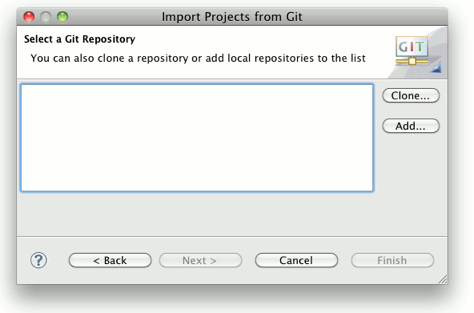 Import Projects from Git
Select a Git Repository
You can also clone a repository or add local repositories to the list
GIT
Clone...
Add...
?
< Back
Next >
Cancel
Finish